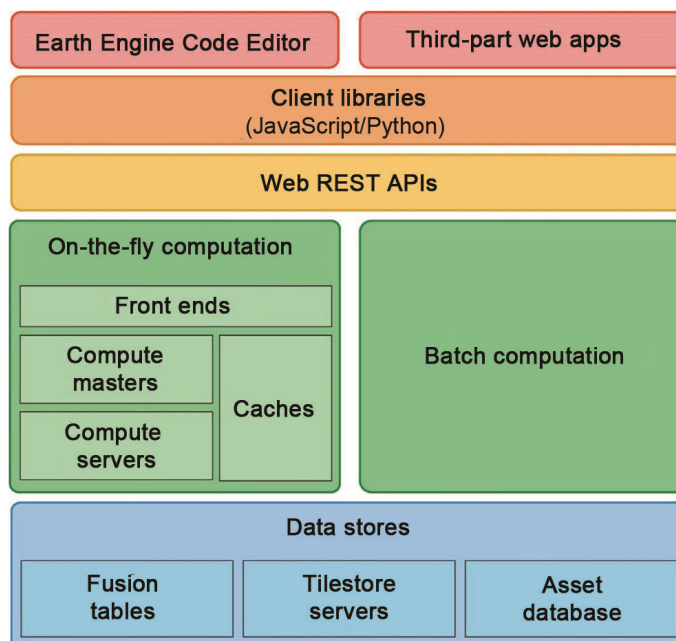 Earth Engine Code Editor
Third-part web apps
Client libraries
(JavaScript/Python)
Web REST APIs
On-the-fly computation
Front ends
Compute
masters
Caches
Compute
servers
Batch computation
Data stores
Fusion
tables
Tilestore
servers
Asset
database